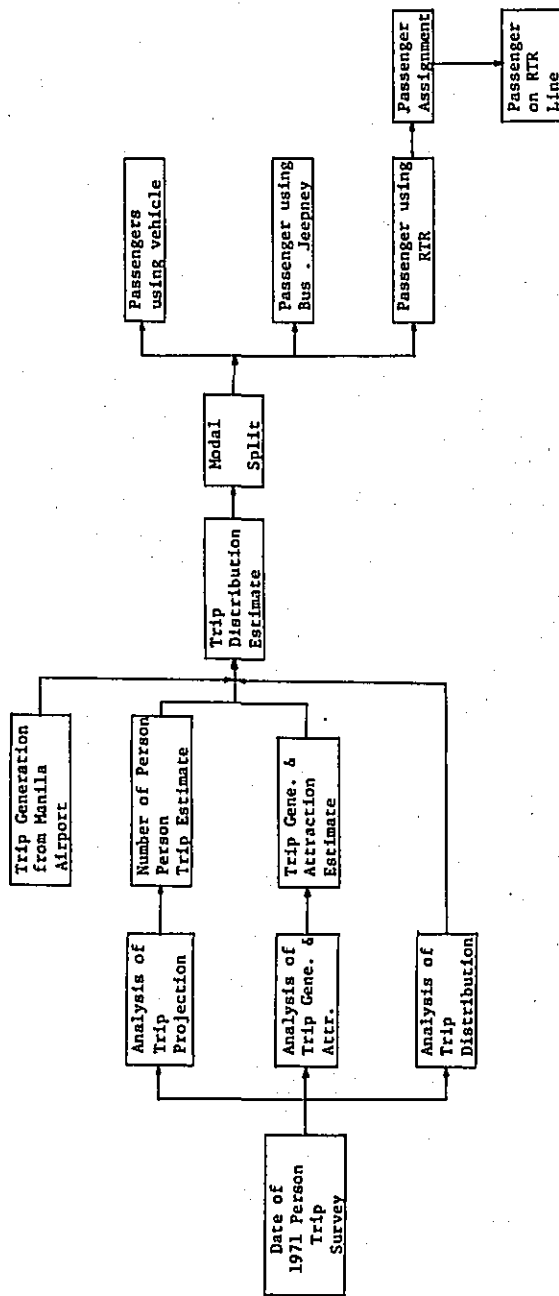 Date of
1971 Person
Trip
Survey
Analysis of
Trip
Projection
Analysis of
Trip Gene. &
Attr.
Analysis of
Trip
Distribution
Trip Generation
from Manila
Airport
Number of Person
Person
Trip Estimate
Trip Gene. &
Attraction
Estimate
Trip
Distribution
Estimate
Modal
Split
Passengers
using vehicle
Passenger using
Bus . Jeepney
Passenger using
RTR
Passenger
Assignment
Passenger
on RTR
Line